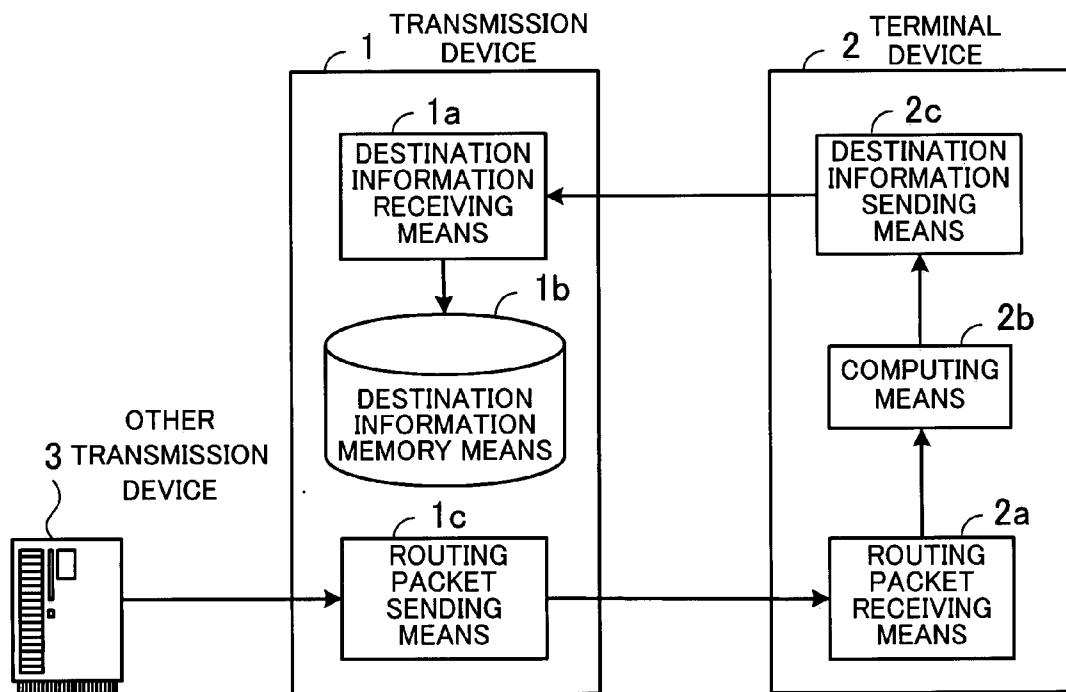 1
TRANSMISSION
DEVICE
2
TERMINAL
DEVICE
1a
DESTINATION
INFORMATION
RECEIVING
MEANS
2c
DESTINATION
INFORMATION
SENDING
MEANS
1b
DESTINATION
INFORMATION
MEMORY MEANS
2b
COMPUTING
MEANS
OTHER
3 TRANSMISSION
DEVICE
1c
ROUTING
PACKET
SENDING
MEANS
2a
ROUTING
PACKET
RECEIVING
MEANS